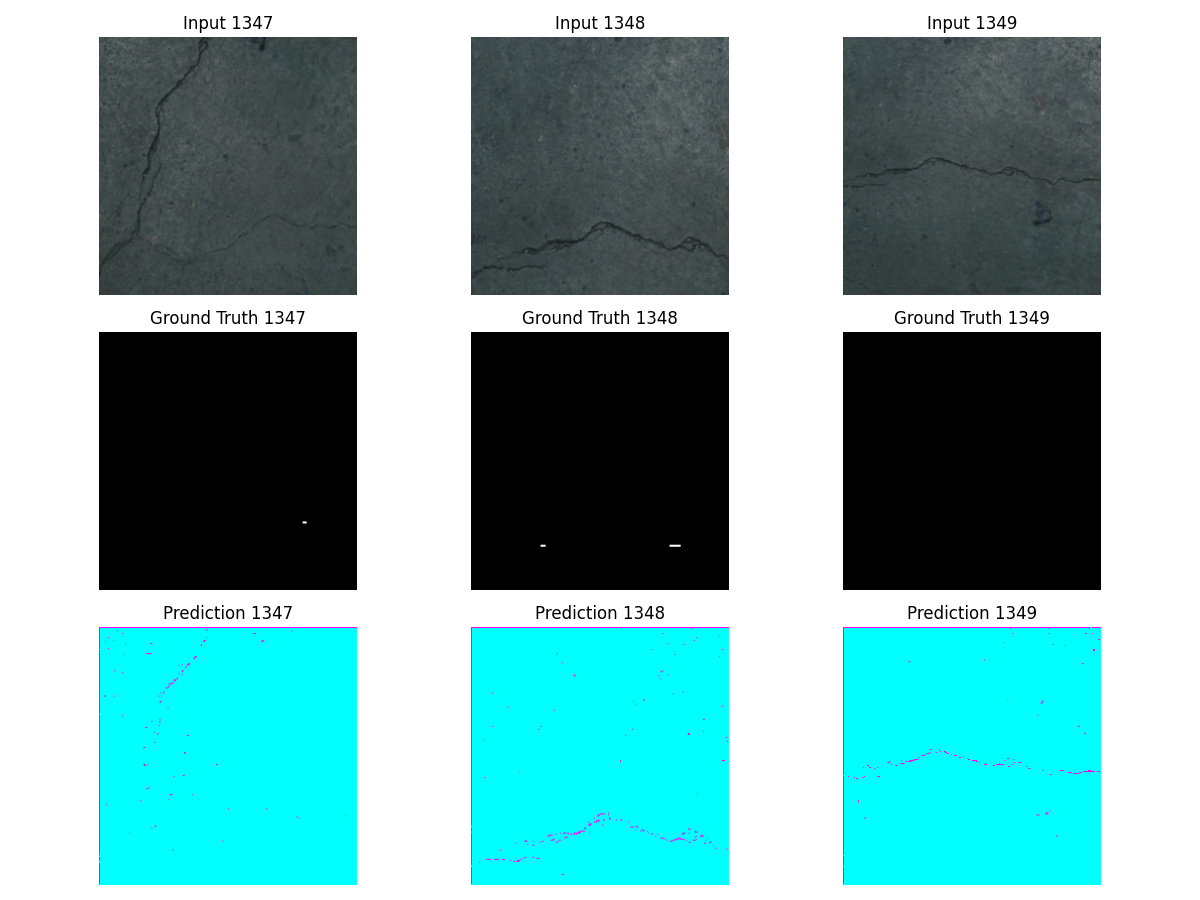 Input 1347
Input 1348
Input 1349
Ground Truth 1347
Ground Truth 1348
Ground Truth 1349
Prediction 1347
Prediction 1348
Prediction 1349